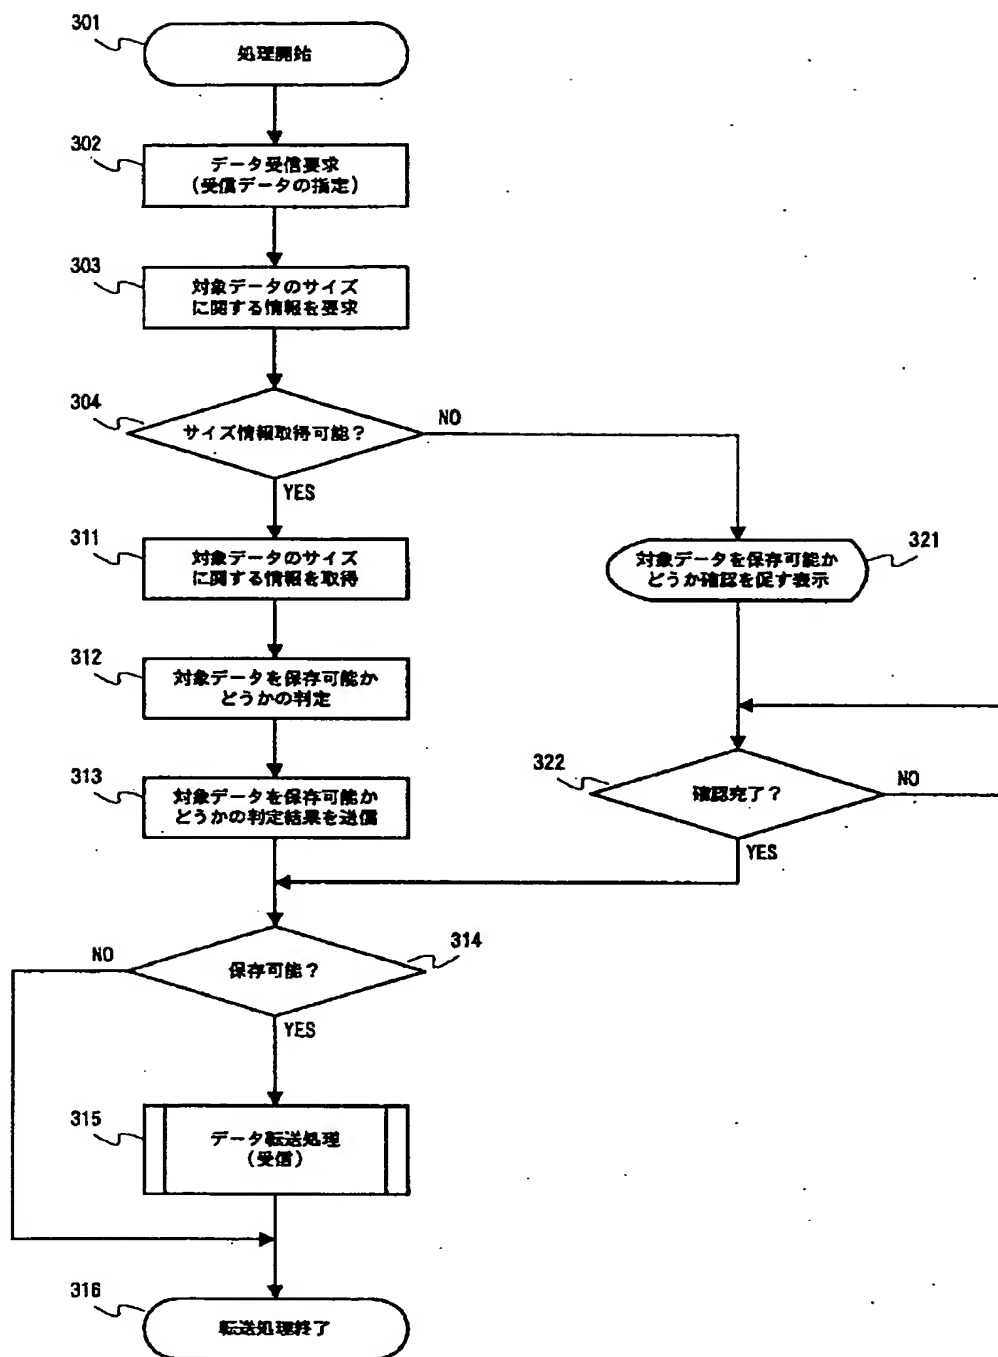 301
処理開始
302
データ受信要求
(受信データの指定)
303
対象データのサイズ
に関する情報を要求
304
サイズ情報取得可能?
NO
YES
311
対象データのサイズ
に関する情報を取得
321
対象データを保存可能か
どうか確認を促す表示
312
対象データを保存可能か
どうかの判定
322
確認完了?
NO
YES
313
対象データを保存可能か
どうかの判定結果を送信
314
保存可能?
NO
YES
315
データ転送処理
(受信)
316
転送処理終了